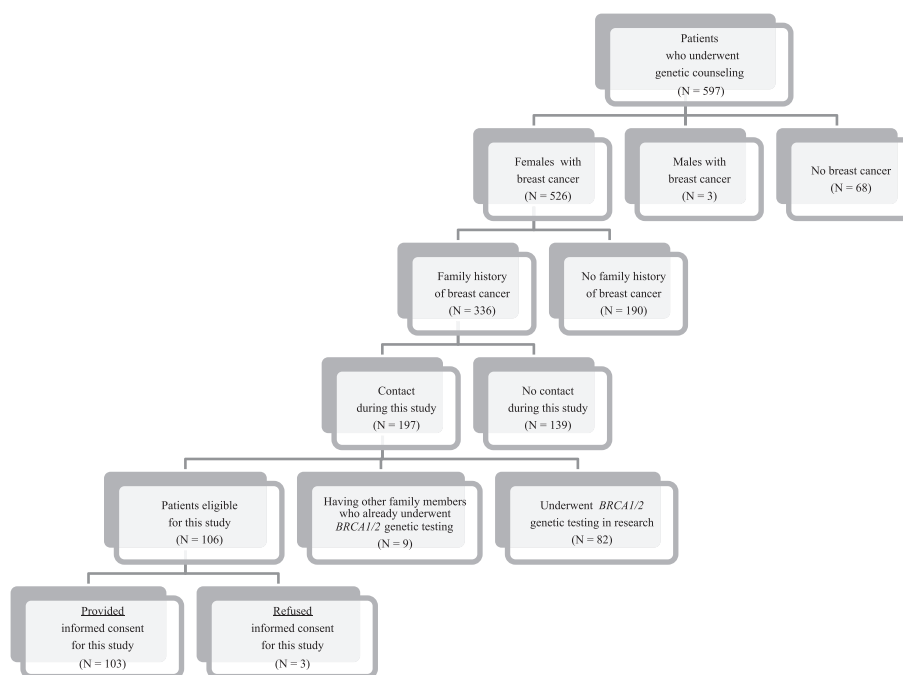 Patients
who underwent
genetic counseling
(N = 597)
Females with
breast cancer
(N = 526)
Males with
breast cancer
(N = 3)
No breast cancer
(N = 68)
Family history
of breast cancer
(N = 336)
No family history
of breast cancer
(N = 190)
Contact
during this study
(N = 197)
No contact
during this study
(N = 139)
Patients eligible
for this study
(N = 106)
Having other family members
who already underwent
BRCA1/2 genetic testing
(N = 9)
Underwent BRCA1/2
genetic testing in research
(N = 82)
Provided
informed consent
for this study
(N = 103)
Refused
informed consent
for this study
(N = 3)